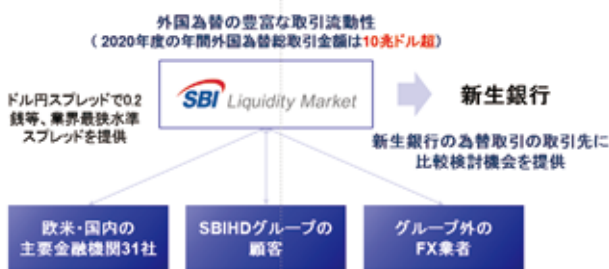 外国為替の豊富な取引流動性
（2020年度の年間外国為替総取引金額は10兆ドル超）
ドル円スプレッドで0.2
銭等、業界最狭水準
スプレッドを提供
SBI Liquidity Market
新生銀行
新生銀行の為替取引の取引先に
比較検討機会を提供
欧米・国内の
主要金融機関31社
SBIHDグループの
顧客
グループ外の
FX業者